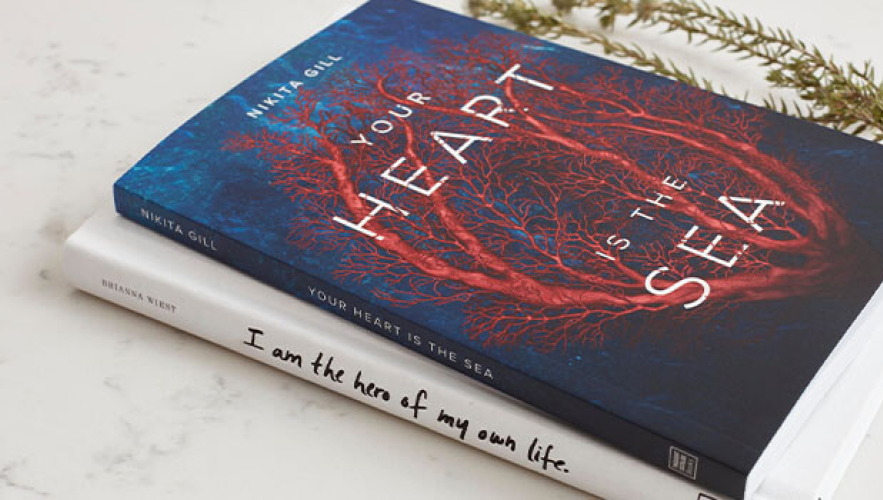 NIKITA GILL
YOUR
HEART
IS THE
SEA
NIKITA GILL
YOUR HEART IS THE SEA
BRIANNA WIEST
I am the hero of my own life.